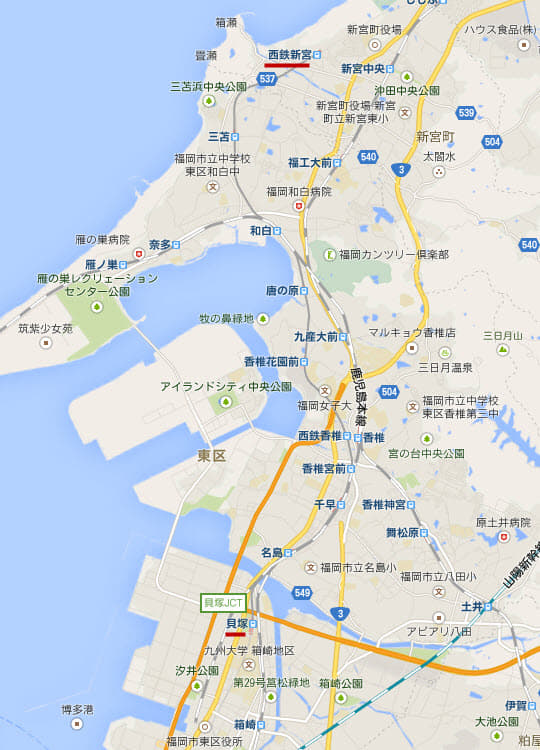 箱瀬
新宮町役場
ハウス食品(株)
畳瀬
西鉄新宮
新宮中央
537
沖田中央公園
三苫浜中央公園
新宮町役場 新宮
町立新宮東小
539
三苫
新宮町
504
太閤水
福岡市立中学校
東区和白中
福工大前
540
3
福岡和白病院
和白
雁の巣病院
奈多
540
福岡カンツリー倶楽部
雁ノ巣
雁の巣レクリェーション
センター公園
唐の原
牧の鼻緑地
筑紫少女苑
九産大前
マルキョウ香椎店
三日月山
香椎花園前
三日月温泉
鹿児島本線
アイランドシティ中央公園
504
福岡女子大
福岡市立中学校
東区香椎第三中
西鉄香椎
香椎
東区
宮の台中央公園
香椎宮前
千早
香椎神宮
舞松原
原土井病院
名島
山陽新幹線
福岡市立名島小
福岡市立八田小
549
貝塚JCT
3
土井
貝塚
アビアリ八田
九州大学 箱崎地区
汐井公園
第29号筥松緑地
箱崎公園
博多港
箱崎
伊賀
大池公園
福岡市東区役所
粕屋